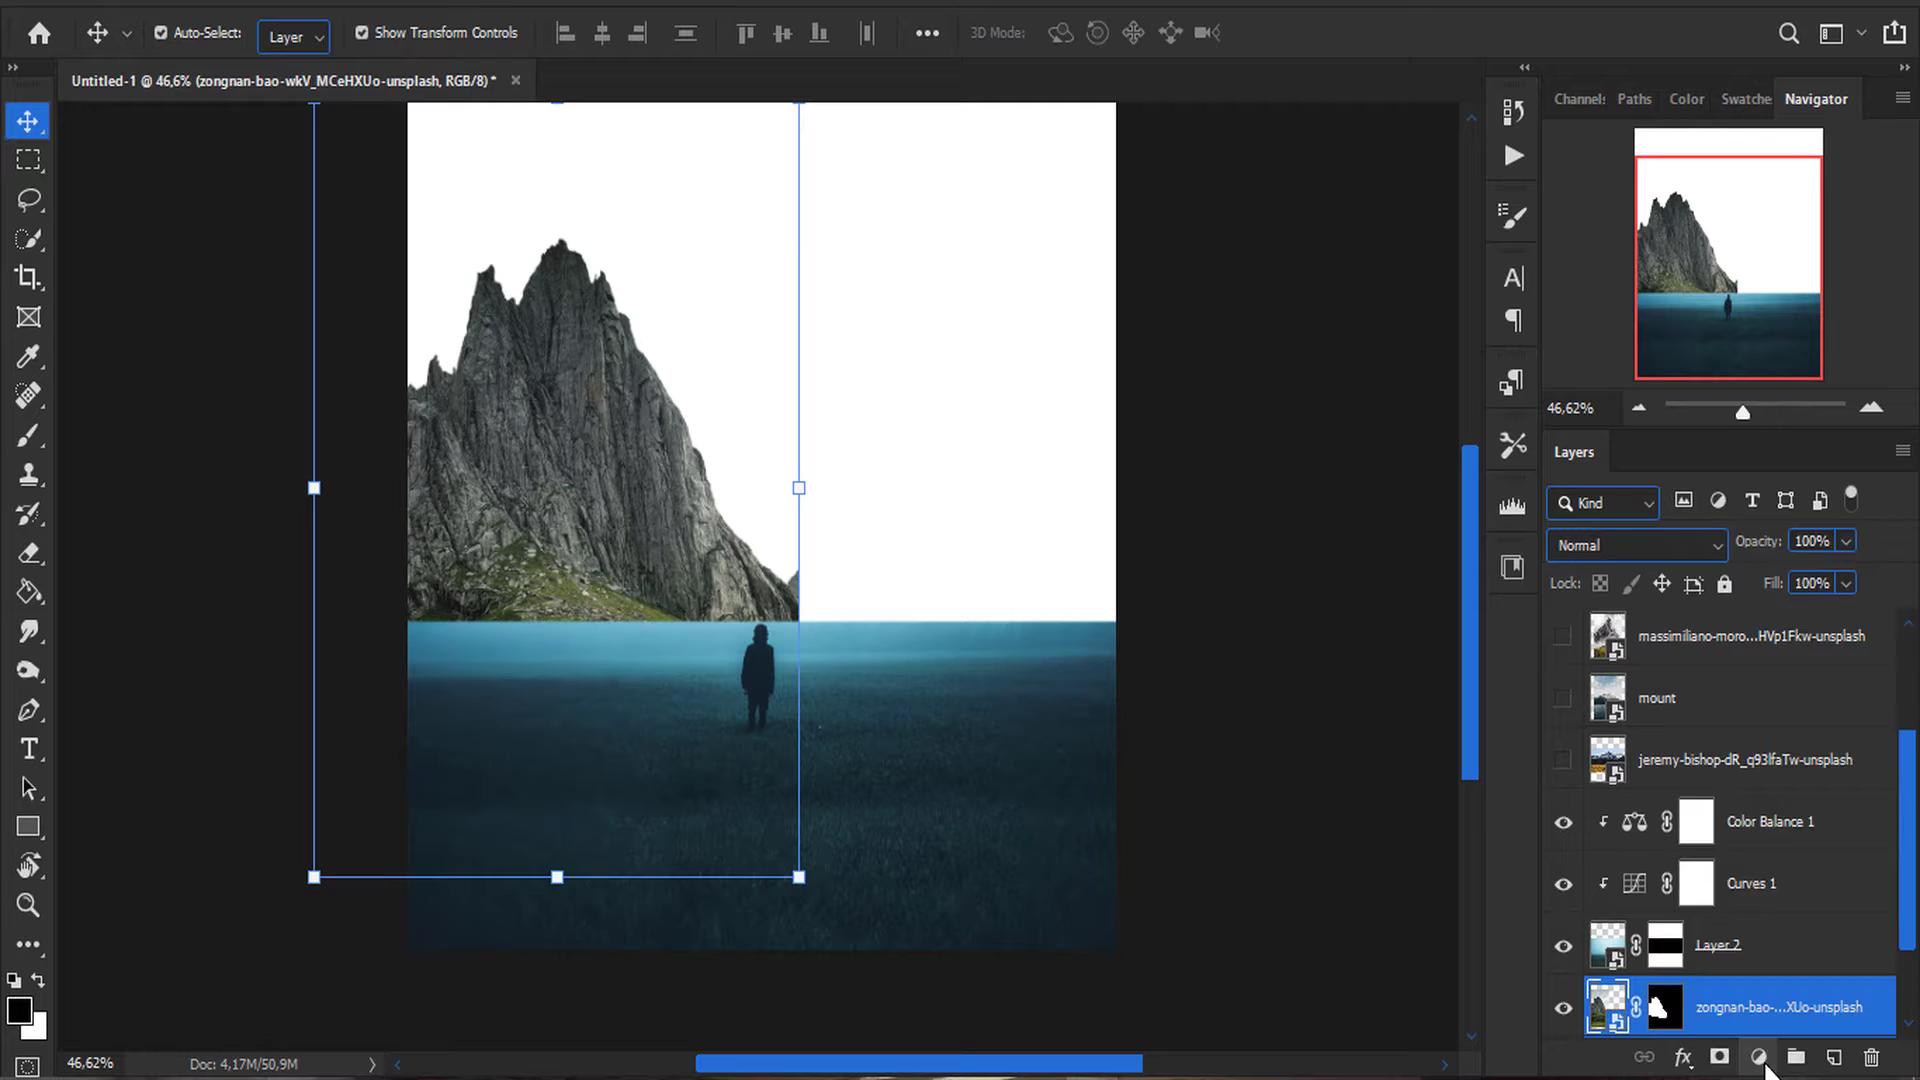 Auto-Select: Layer Show Transform Controls 3D Mode:
Untitled-1 @ 46,6% (zongnan-bao-wkV_MCeHXUo-unsplash, RGB/8) *
Channel: Paths Color Swatche Navigator
46,62%
Layers
Kind
Normal Opacity: 100%
Lock: Fill: 100%
massimiliano-moro...HVp1Fkw-unsplash
mount
jeremy-bishop-dR_q93lfaTw-unsplash
Color Balance 1
Curves 1
Layer 2
zongnan-bao-...XUo-unsplash
46,62% Doc: 4,17M/50,9M